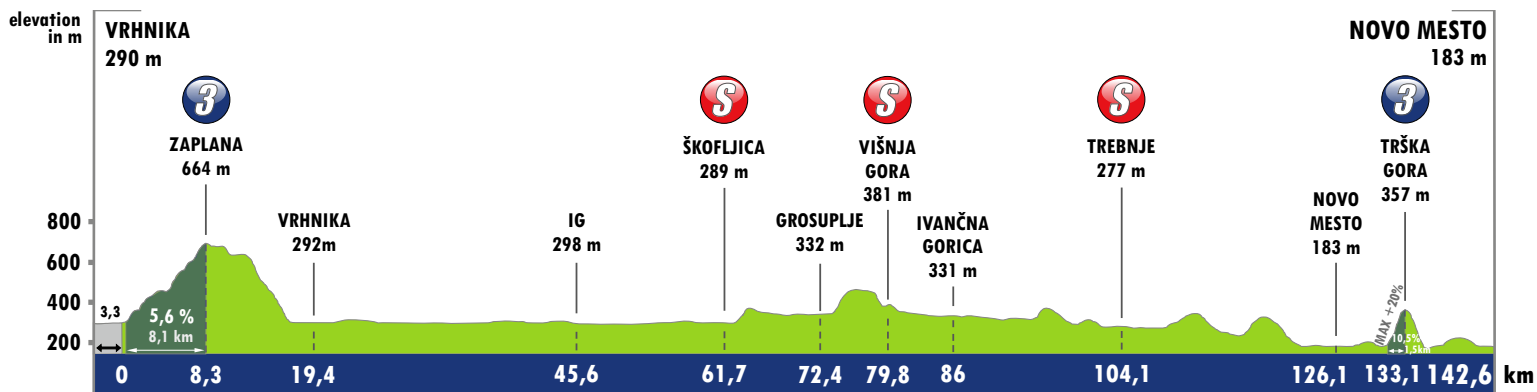 elevation
in m
VRHNIKA
290 m
NOVO MESTO
183 m
3
S
S
S
3
ZAPLANA
664 m
ŠKOFLJICA
289 m
VIŠNJA
GORA
381 m
TREBNJE
277 m
TRŠKA
GORA
357 m
VRHNIKA
292m
IG
298 m
GROSUPLJE
332 m
IVANČNA
GORICA
331 m
NOVO
MESTO
183 m
800
600
400
200
3,3
5,6 %
8,1 km
MAX +20%
10,5%
1,5km
0 8,3 19,4 45,6 61,7 72,4 79,8 86 104,1 126,1 133,1 142,6 km